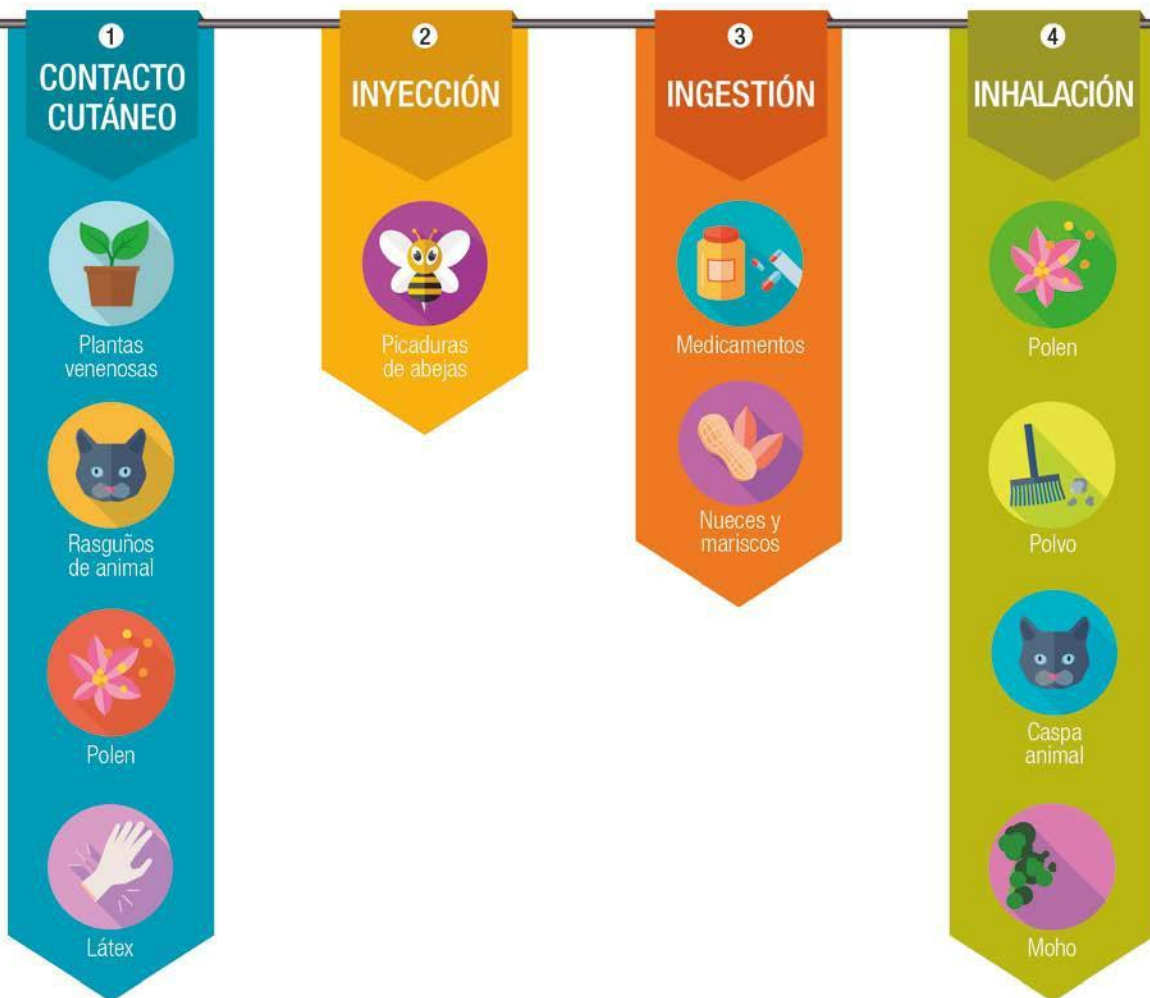 1
CONTACTO
CUTÁNEO
Plantas
venenosas
Rasguños
de animal
Polen
Látex
2
INYECCIÓN
Picaduras
de abejas
3
INGESTIÓN
Medicamentos
Nueces y
mariscos
4
INHALACIÓN
Polen
Polvo
Caspa
animal
Moho